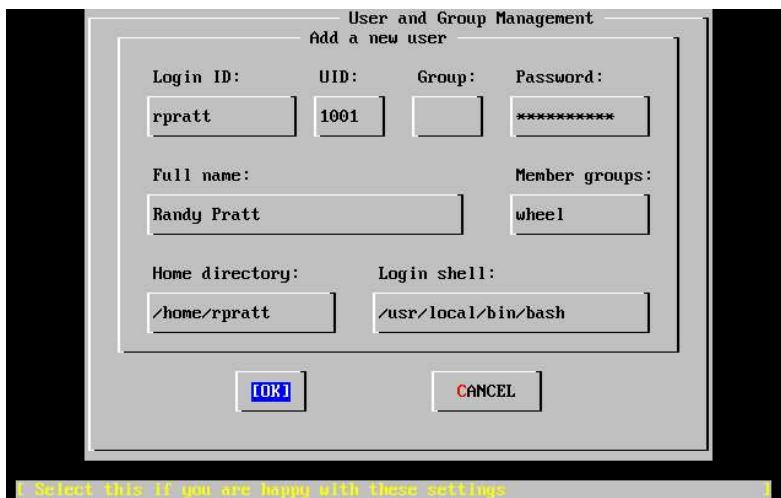 User and Group Management
Add a new user
Login ID: UID: Group: Password:
rpratt 1001 **********
Full name: Member groups:
Randy Pratt wheel
Home directory: Login shell:
/home/rpratt /usr/local/bin/bash
[OK] CANCEL
[ Select this if you are happy with these settings ]